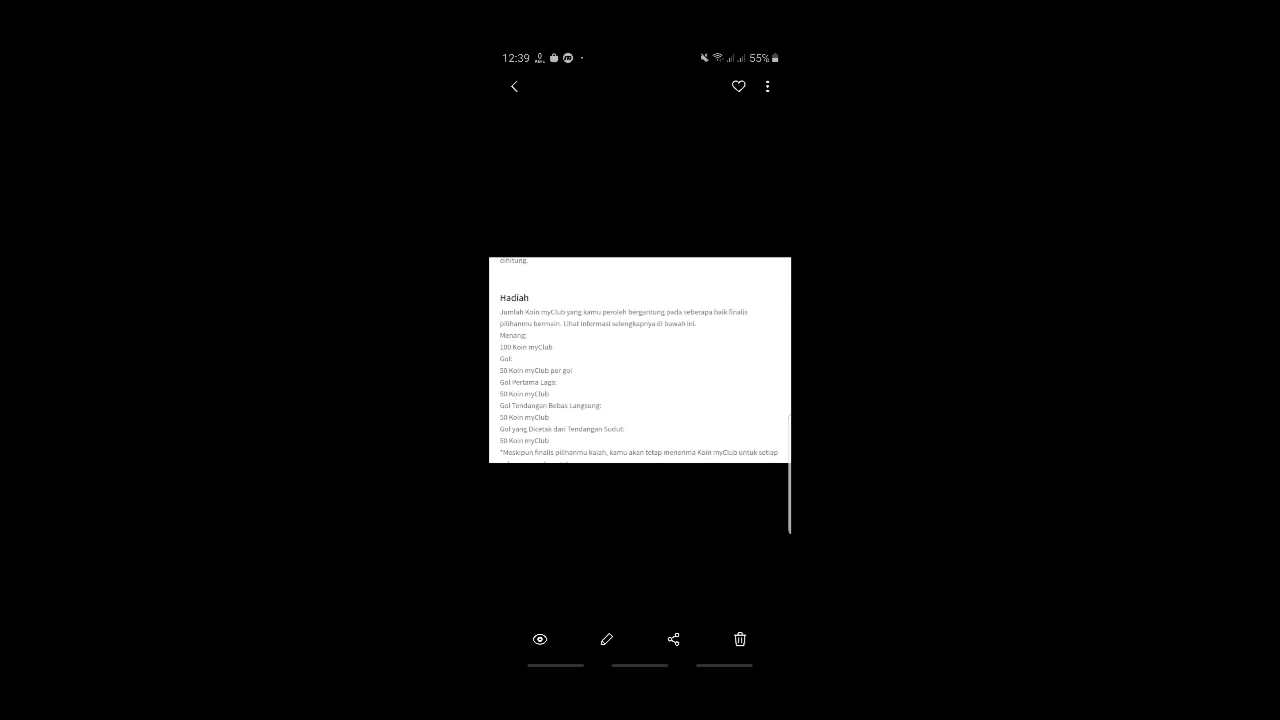 12:39
55%
dihitung.
Hadiah
Jumlah Koin myClub yang kamu peroleh bergantung pada seberapa baik finalis
pilihanmu bermain. Lihat informasi selengkapnya di bawah ini.
Menang:
100 Koin myClub
Gol:
50 Koin myClub per gol
Gol Pertama Laga:
50 Koin myClub
Gol Tendangan Bebas Langsung:
50 Koin myClub
Gol yang Dicetak dari Tendangan Sudut:
50 Koin myClub
*Meskipun finalis pilihanmu kalah, kamu akan tetap menerima Koin myClub untuk setiap